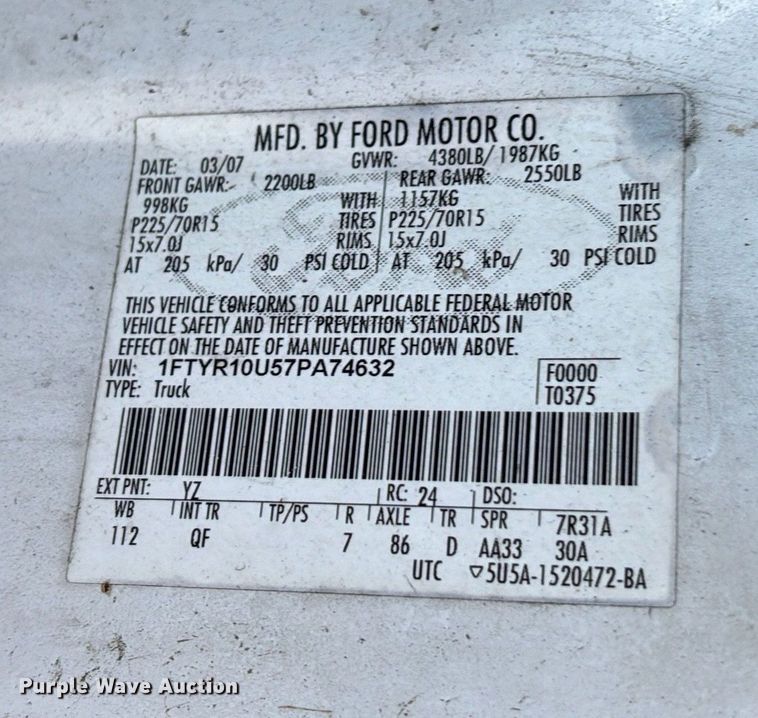 MFD. BY FORD MOTOR CO.
DATE: 03/07 GVWR: 4380LB/ 1987KG
FRONT GAWR: 2200LB REAR GAWR: 2550LB
998KG WITH 1157KG WITH
P225/70R15 TIRES P225/70R15 TIRES
15x7.0J RIMS 15x7.0J RIMS
AT 205 kPa/ 30 PSI COLD AT 205 kPa/ 30 PSI COLD
THIS VEHICLE CONFORMS TO ALL APPLICABLE FEDERAL MOTOR
VEHICLE SAFETY AND THEFT PREVENTION STANDARDS IN
EFFECT ON THE DATE OF MANUFACTURE SHOWN ABOVE.
VIN: 1FTYR10U57PA74632 F0000
TYPE: Truck T0375
EXT PNT: YZ RC: 24 DSO:
WB INT TR TP/PS R AXLE TR SPR 7R31A
112 QF 7 86 D AA33 30A
UTC ▽5U5A-1520472-BA
Purple Wave Auction